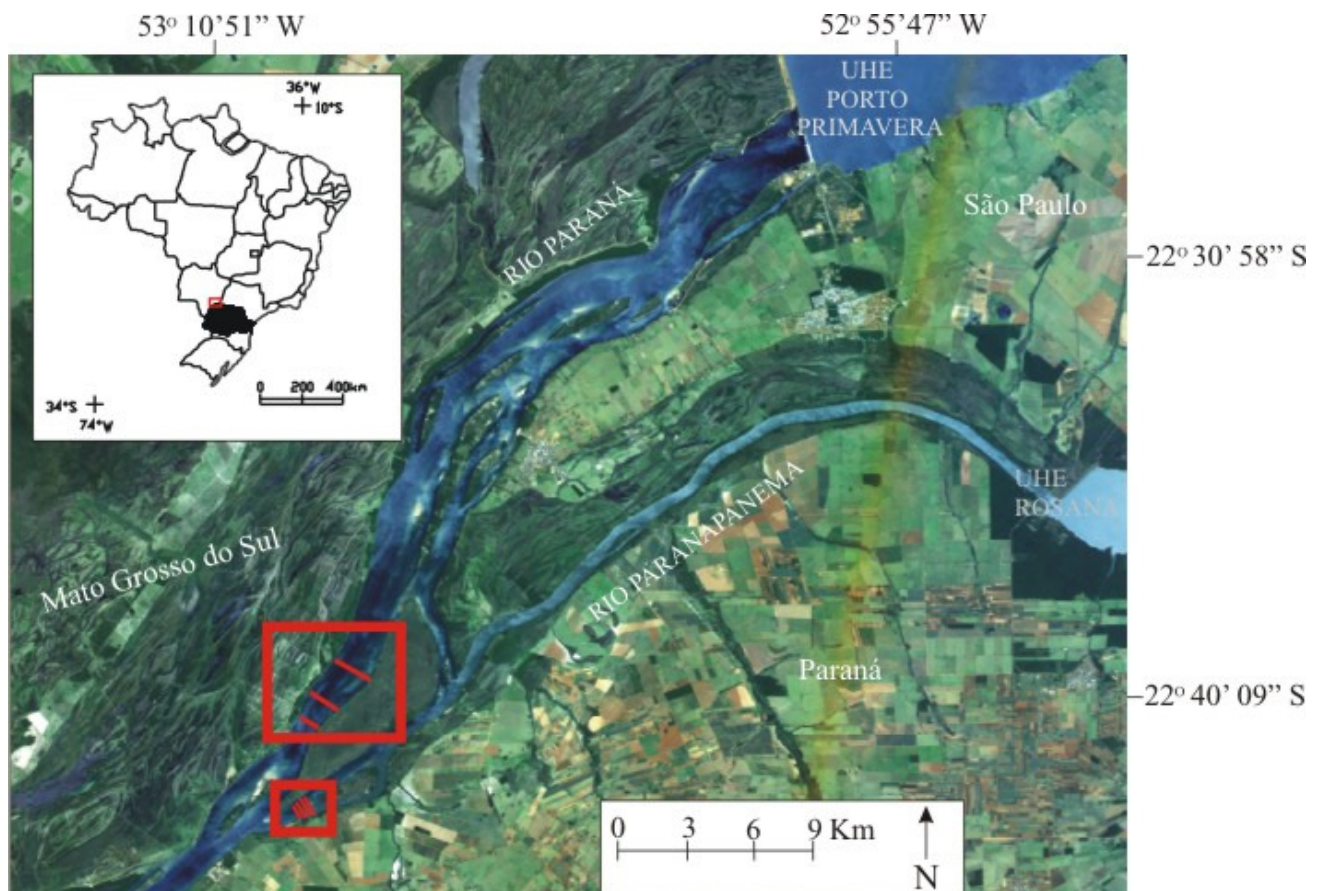 53° 10’51” W
52° 55’47” W
36°W
10°S
34°S
74°W
0 200 400km
UHE
PORTO
PRIMAVERA
RIO PARANÁ
São Paulo
22° 30’ 58” S
Mato Grosso do Sul
RIO PARANAPANEMA
UHE
ROSANA
Paraná
22° 40’ 09” S
0 3 6 9 Km
N